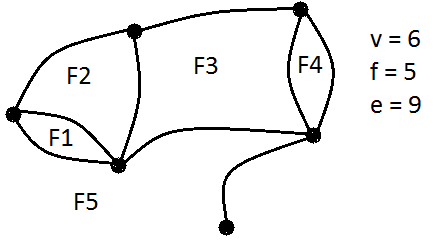 F2
F3
F4
F1
F5
v = 6
f = 5
e = 9